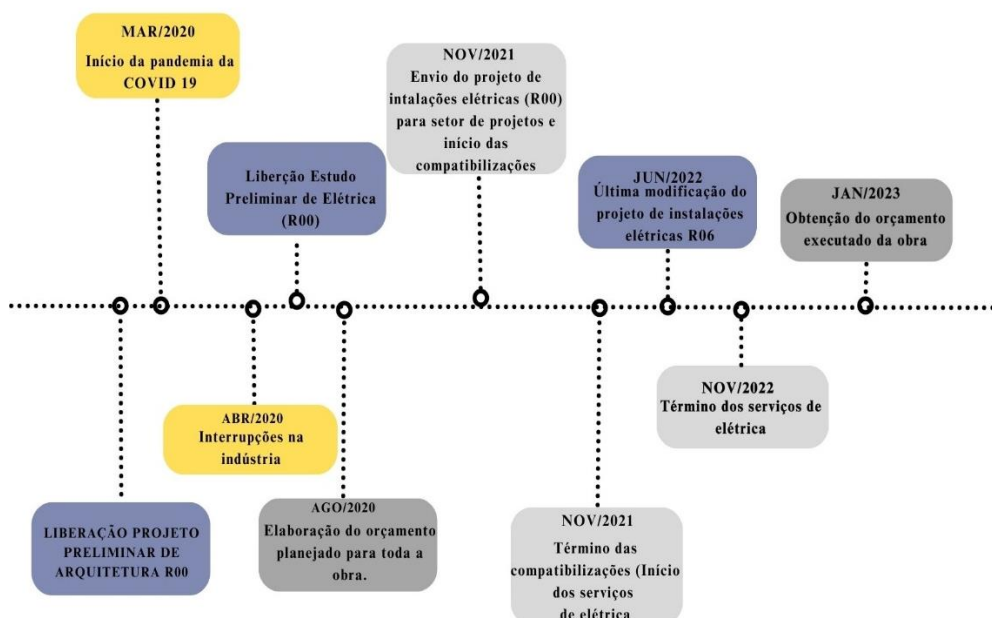 MAR/2020
Início da pandemia da
COVID 19
Liberção Estudo
Preliminar de Elétrica
(R00)
NOV/2021
Envio do projeto de
intalações elétricas (R00)
para setor de projetos e
início das
compatibilizações
JUN/2022
Última modificação do
projeto de instalações
elétricas R06
JAN/2023
Obtenção do orçamento
executado da obra
LIBERAÇÃO PROJETO
PRELIMINAR DE
ARQUITETURA R00
ABR/2020
Interrupções na
indústria
AGO/2020
Elaboração do orçamento
planejado para toda a
obra.
NOV/2021
Término das
compatibilizações (Início
dos serviços
de elétrica
NOV/2022
Término dos serviços de
elétrica